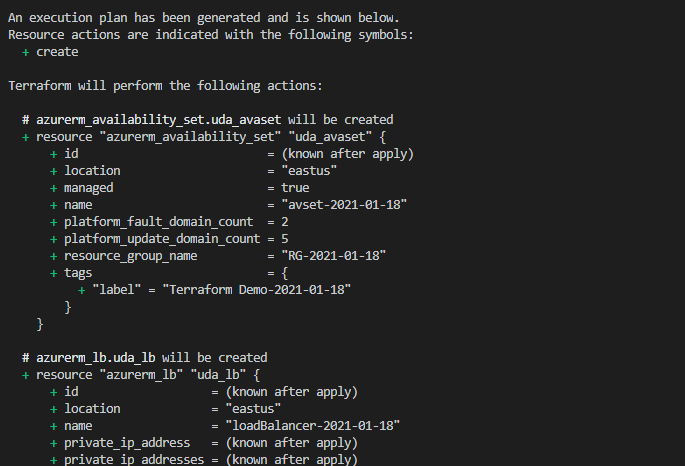 An execution plan has been generated and is shown below.
Resource actions are indicated with the following symbols:
  + create

Terraform will perform the following actions:

  # azurerm_availability_set.uda_avaset will be created
  + resource "azurerm_availability_set" "uda_avaset" {
      + id                           = (known after apply)
      + location                     = "eastus"
      + managed                      = true
      + name                         = "avset-2021-01-18"
      + platform_fault_domain_count  = 2
      + platform_update_domain_count = 5
      + resource_group_name          = "RG-2021-01-18"
      + tags                         = {
          + "label" = "Terraform Demo-2021-01-18"
        }
    }

  # azurerm_lb.uda_lb will be created
  + resource "azurerm_lb" "uda_lb" {
      + id                   = (known after apply)
      + location             = "eastus"
      + name                 = "loadBalancer-2021-01-18"
      + private_ip_address   = (known after apply)
      + private_ip_addresses = (known after apply)